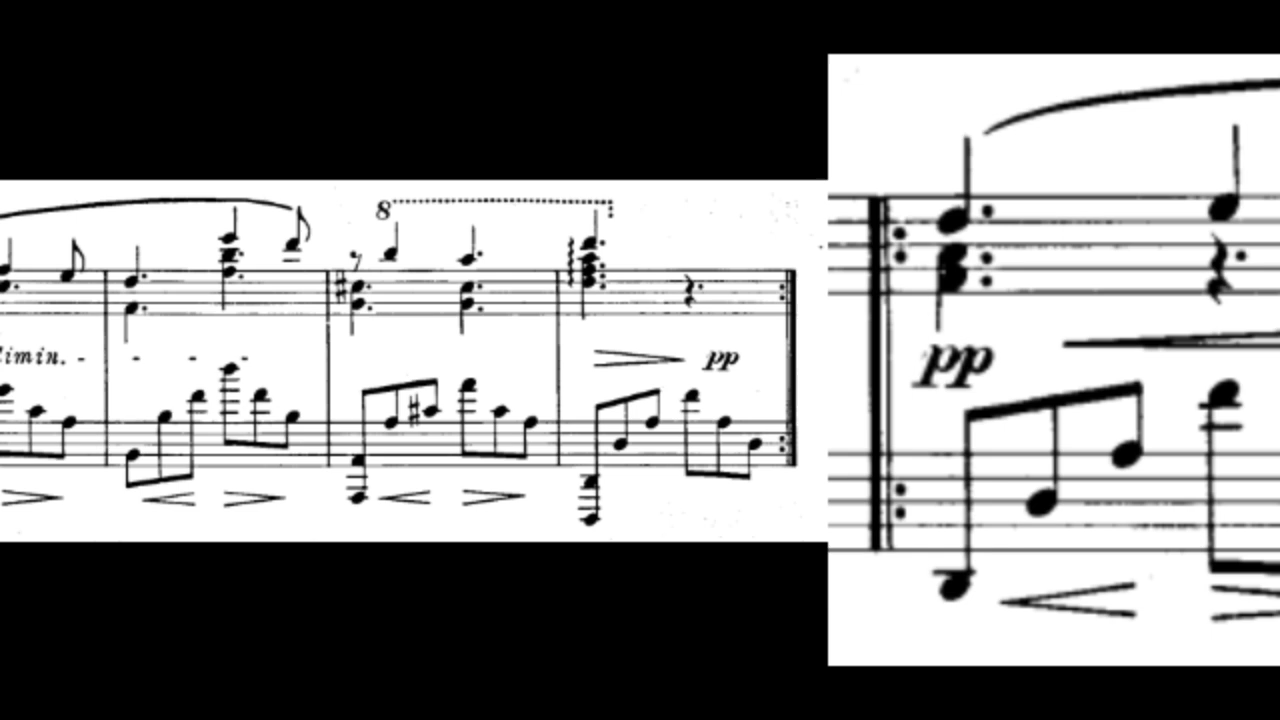 8
imin. - - - -
pp
pp